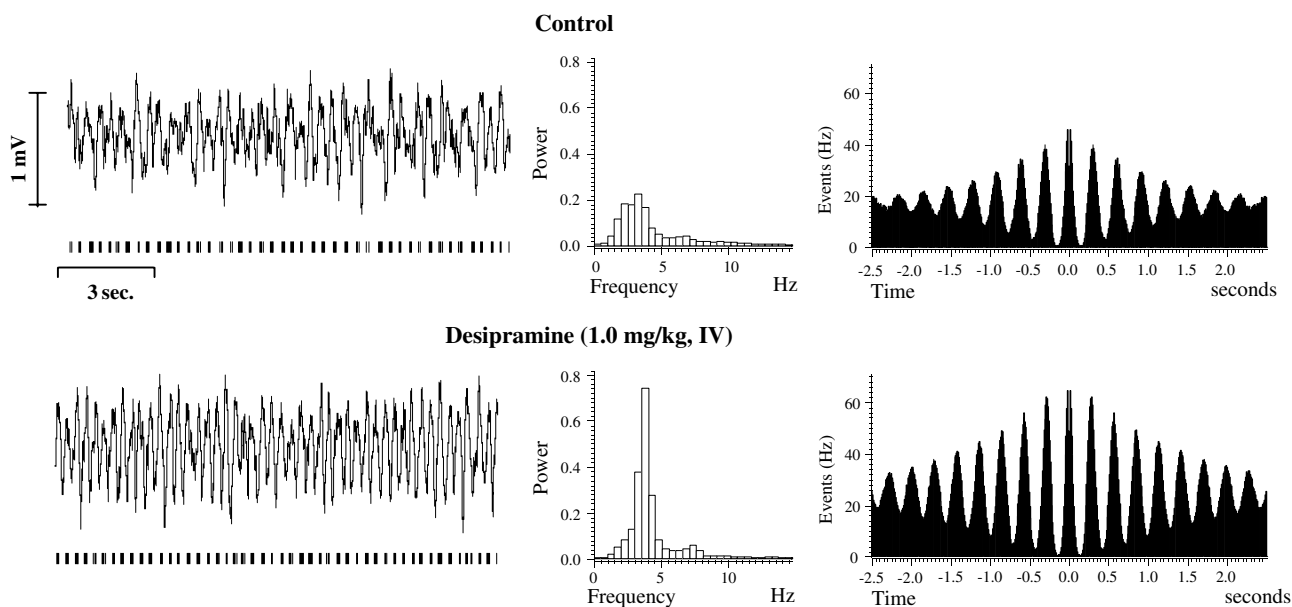 Control
1 mV
3 sec.
Power
0.8
0.6
0.4
0.2
0.0
0 5 10
Frequency Hz
Events (Hz)
60
40
20
0
-2.5 -2.0 -1.5 -1.0 -0.5 0.0 0.5 1.0 1.5 2.0
Time seconds
Desipramine (1.0 mg/kg, IV)
Power
0.8
0.6
0.4
0.2
0.0
0 5 10
Frequency Hz
Events (Hz)
60
40
20
0
-2.5 -2.0 -1.5 -1.0 -0.5 0.0 0.5 1.0 1.5 2.0
Time seconds